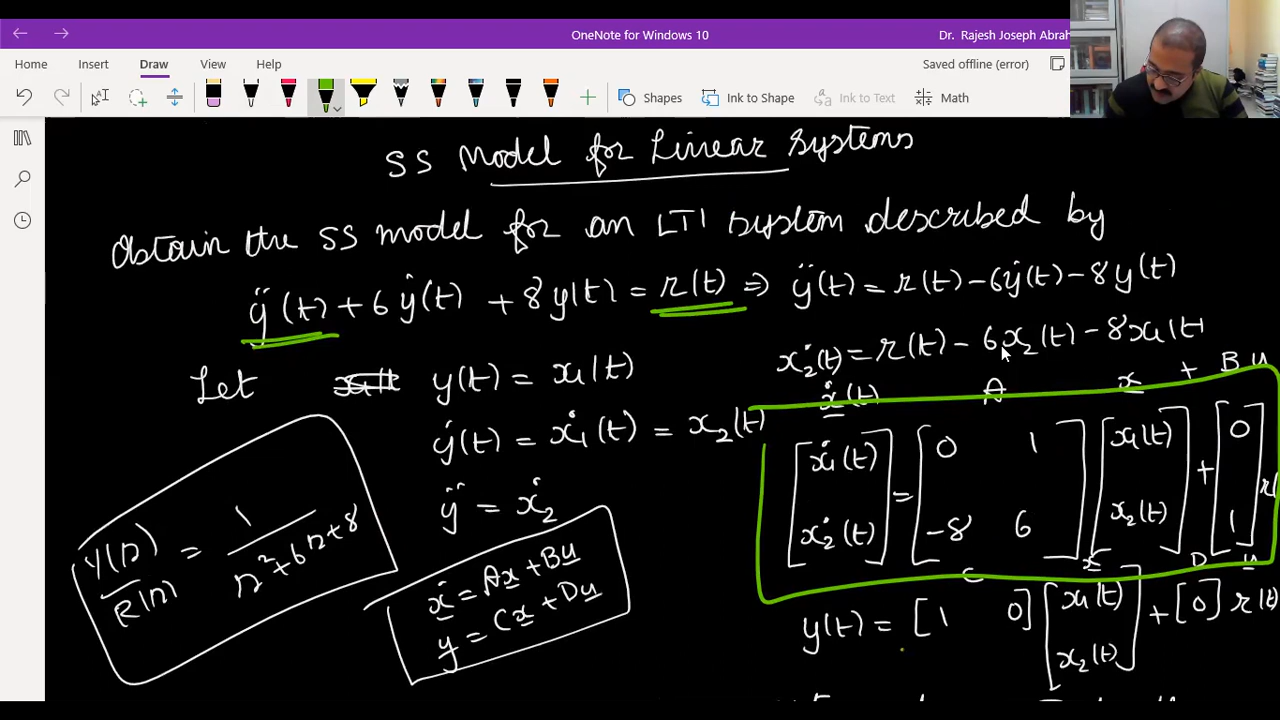 OneNote for Windows 10
Dr. Rajesh Joseph Abrah
Home Insert Draw View Help
Saved offline (error)
Shapes Ink to Shape Ink to Text Math
SS Model for Linear Systems
Obtain the SS model for an LTI system described by
ÿ(t) + 6ẏ(t) + 8y(t) = r(t) ⇒ ÿ(t) = r(t) - 6ẏ(t) - 8y(t)
ẋ₂(t) = r(t) - 6x₂(t) - 8x₁(t)
Let y(t) = x₁(t)
ẏ(t) = ẋ₁(t) = x₂(t)
ÿ = ẋ₂
ẋ(t) A x + B u
[ẋ₁(t) ẋ₂(t)] = [0 1 -8 6] [x₁(t) x₂(t)] + [0 1] r
Y(s)/R(s) = 1/(s² + 6s + 8)
ẋ = Ax + Bu
y = Cx + Du
C x D u
y(t) = [1 0] [x₁(t) x₂(t)] + [0] r(t)